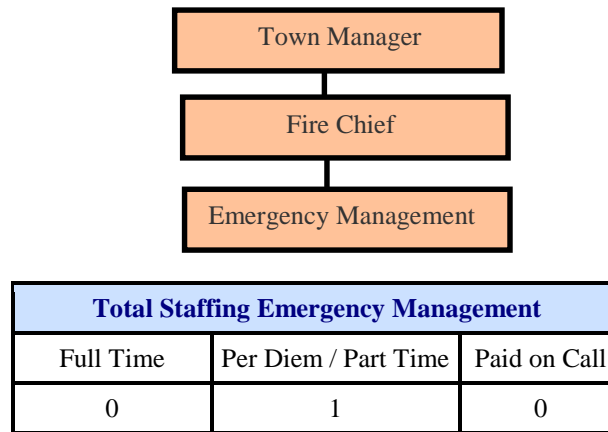 Town Manager
Fire Chief
Emergency Management
Total Staffing Emergency Management
Full Time Per Diem / Part Time Paid on Call
0 1 0